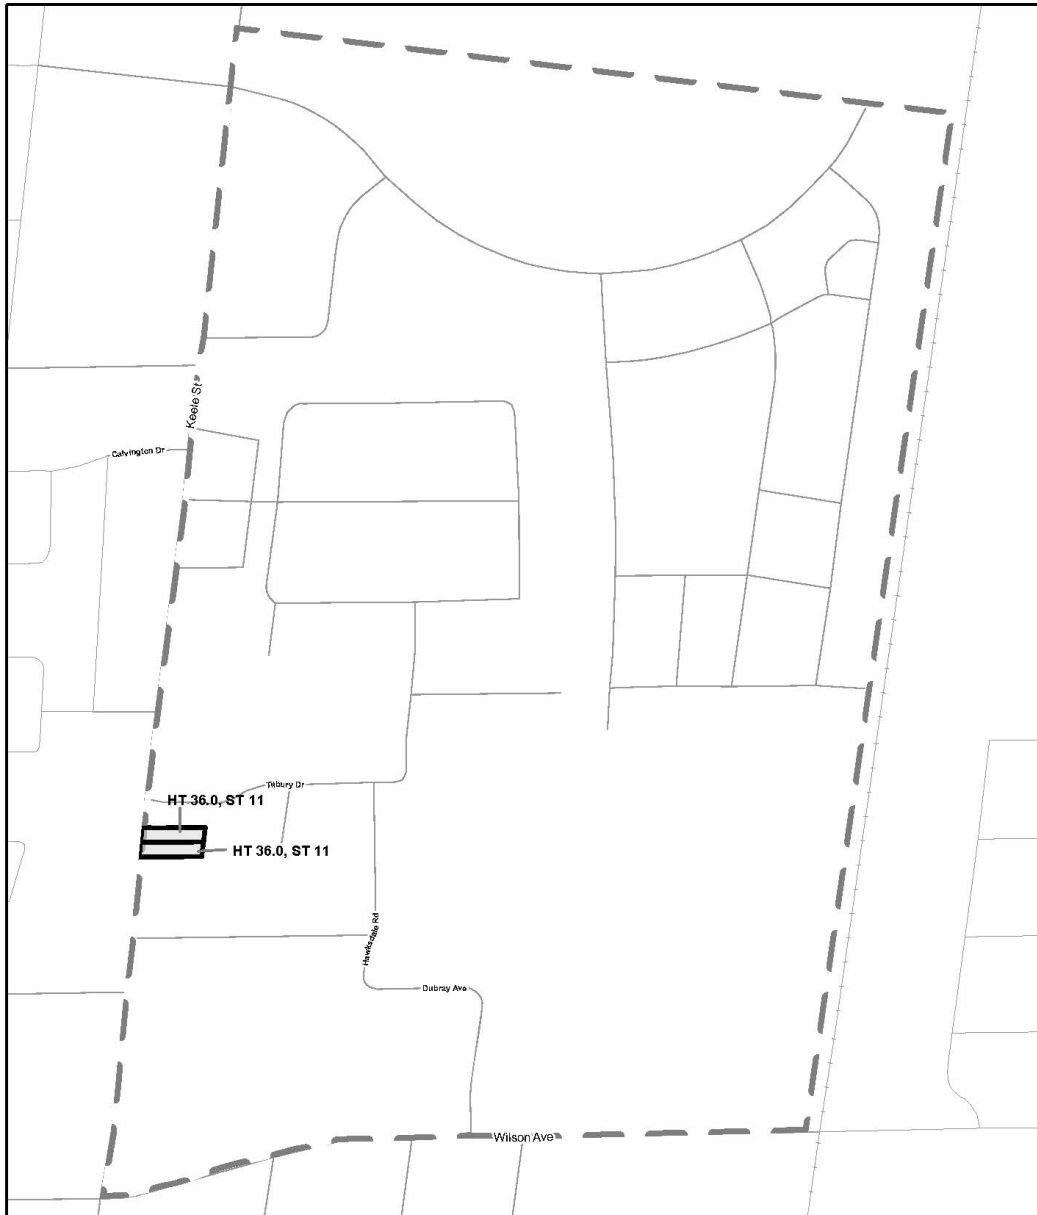 Keele St
Calvington Dr
Tilbury Dr
HT 36.0, ST 11
HT 36.0, ST 11
Hawksdale Rd
Dubray Ave
Wilson Ave